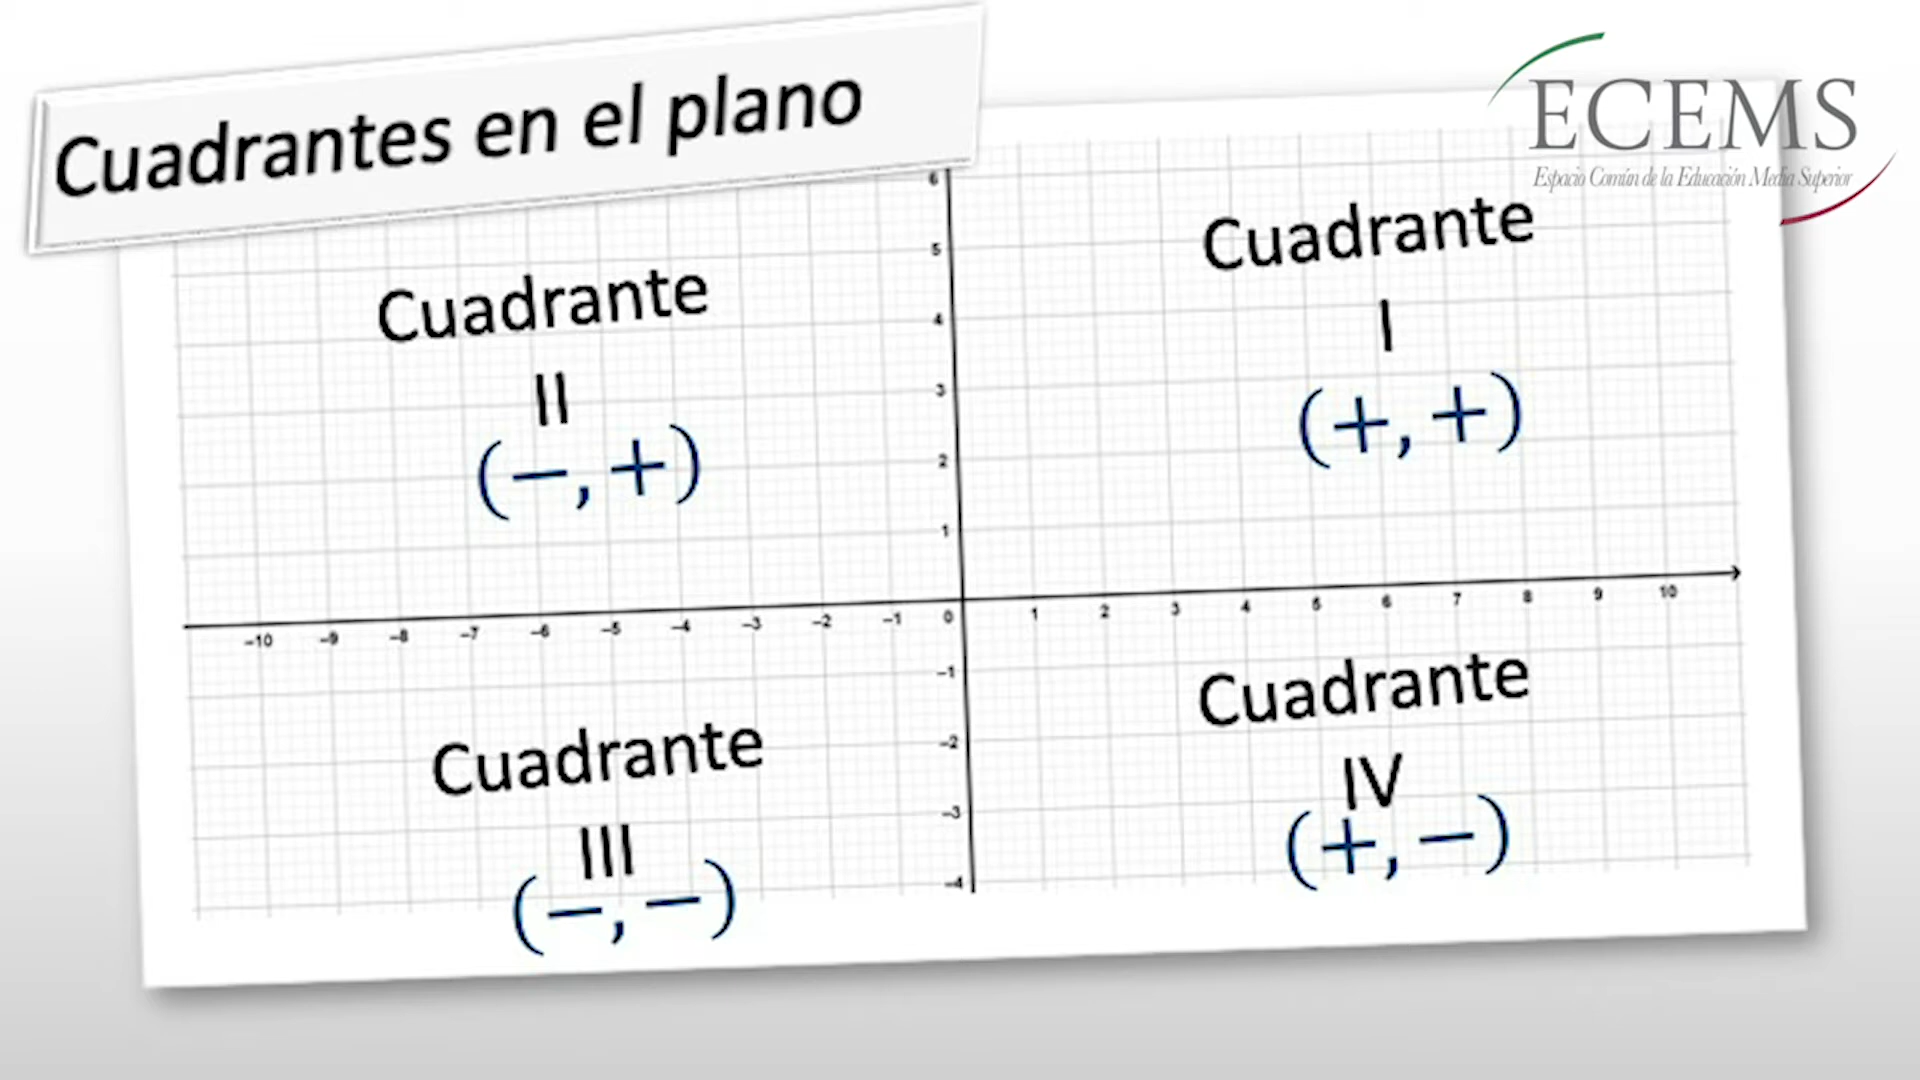 Cuadrantes en el plano
ECEMS
Espacio Común de la Educación Media Superior
Cuadrante
II
(−, +)
Cuadrante
I
(+, +)
6
5
4
3
2
1
−10 −9 −8 −7 −6 −5 −4 −3 −2 −1 0 1 2 3 4 5 6 7 8 9 10
−1
−2
−3
−4
Cuadrante
III
(−, −)
Cuadrante
IV
(+, −)